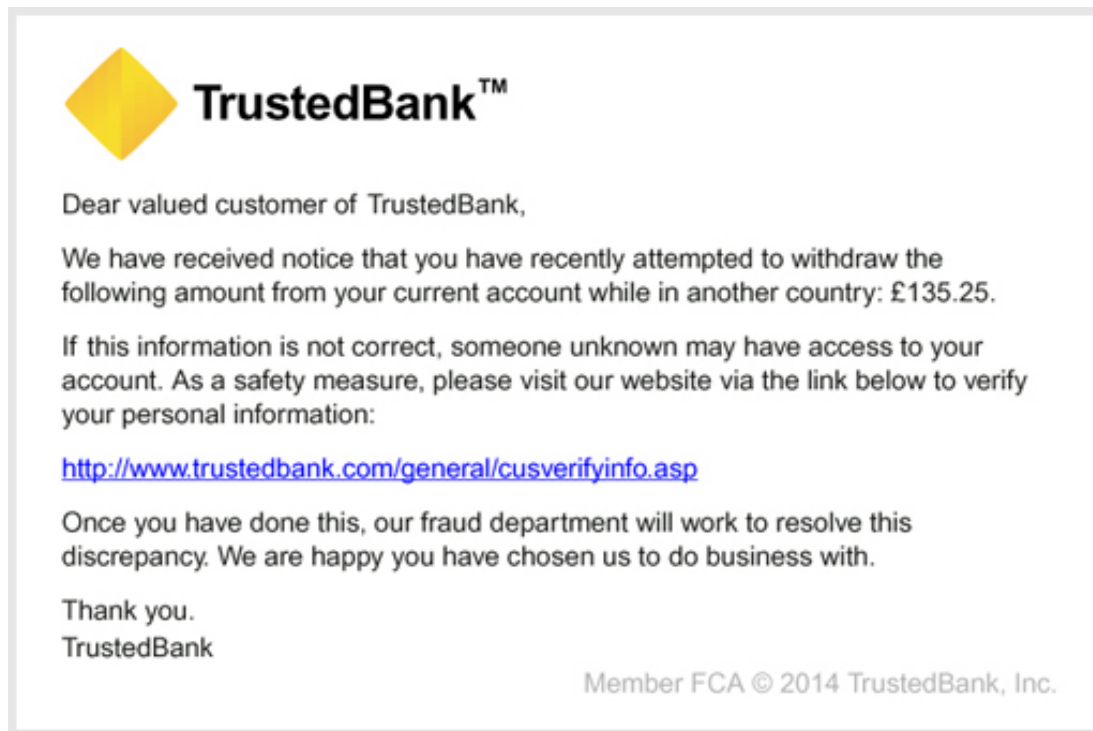 TrustedBank™
Dear valued customer of TrustedBank,
We have received notice that you have recently attempted to withdraw the
following amount from your current account while in another country: £135.25.
If this information is not correct, someone unknown may have access to your
account. As a safety measure, please visit our website via the link below to verify
your personal information:
http://www.trustedbank.com/general/cusverifyinfo.asp
Once you have done this, our fraud department will work to resolve this
discrepancy. We are happy you have chosen us to do business with.
Thank you.
TrustedBank
Member FCA © 2014 TrustedBank, Inc.